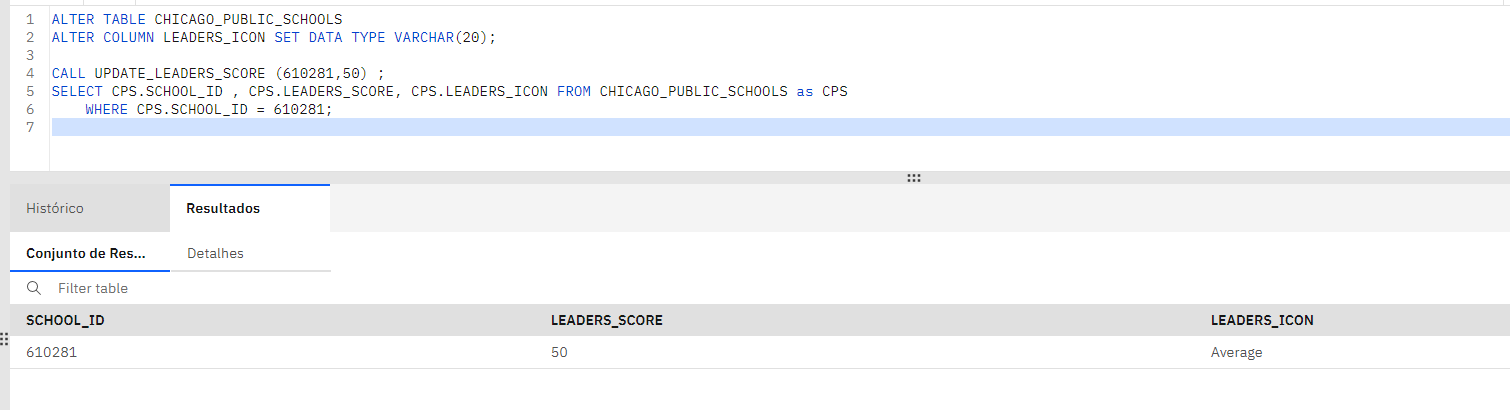 1 ALTER TABLE CHICAGO_PUBLIC_SCHOOLS
2 ALTER COLUMN LEADERS_ICON SET DATA TYPE VARCHAR(20);
3
4 CALL UPDATE_LEADERS_SCORE (610281,50) ;
5 SELECT CPS.SCHOOL_ID , CPS.LEADERS_SCORE, CPS.LEADERS_ICON FROM CHICAGO_PUBLIC_SCHOOLS as CPS
6     WHERE CPS.SCHOOL_ID = 610281;
7
Histórico Resultados
Conjunto de Res... Detalhes
Filter table
SCHOOL_ID LEADERS_SCORE LEADERS_ICON
610281 50 Average